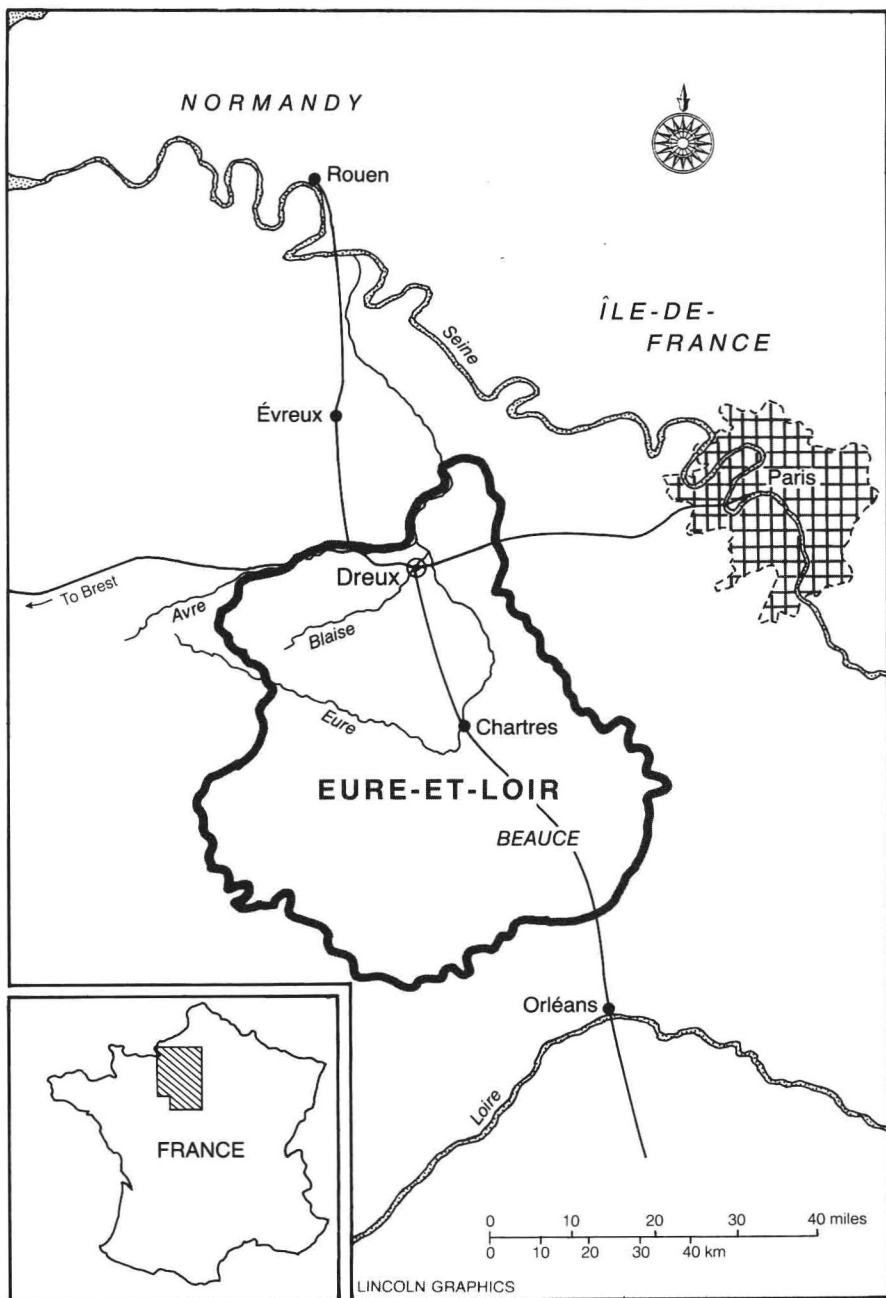 NORMANDY
Rouen
ÎLE-DE-
FRANCE
Seine
Évreux
Paris
Dreux
← To Brest
Avre
Blaise
Eure
Chartres
EURE-ET-LOIR
BEAUCE
Orléans
Loire
FRANCE
0 10 20 30 40 miles
0 10 20 30 40 km
LINCOLN GRAPHICS